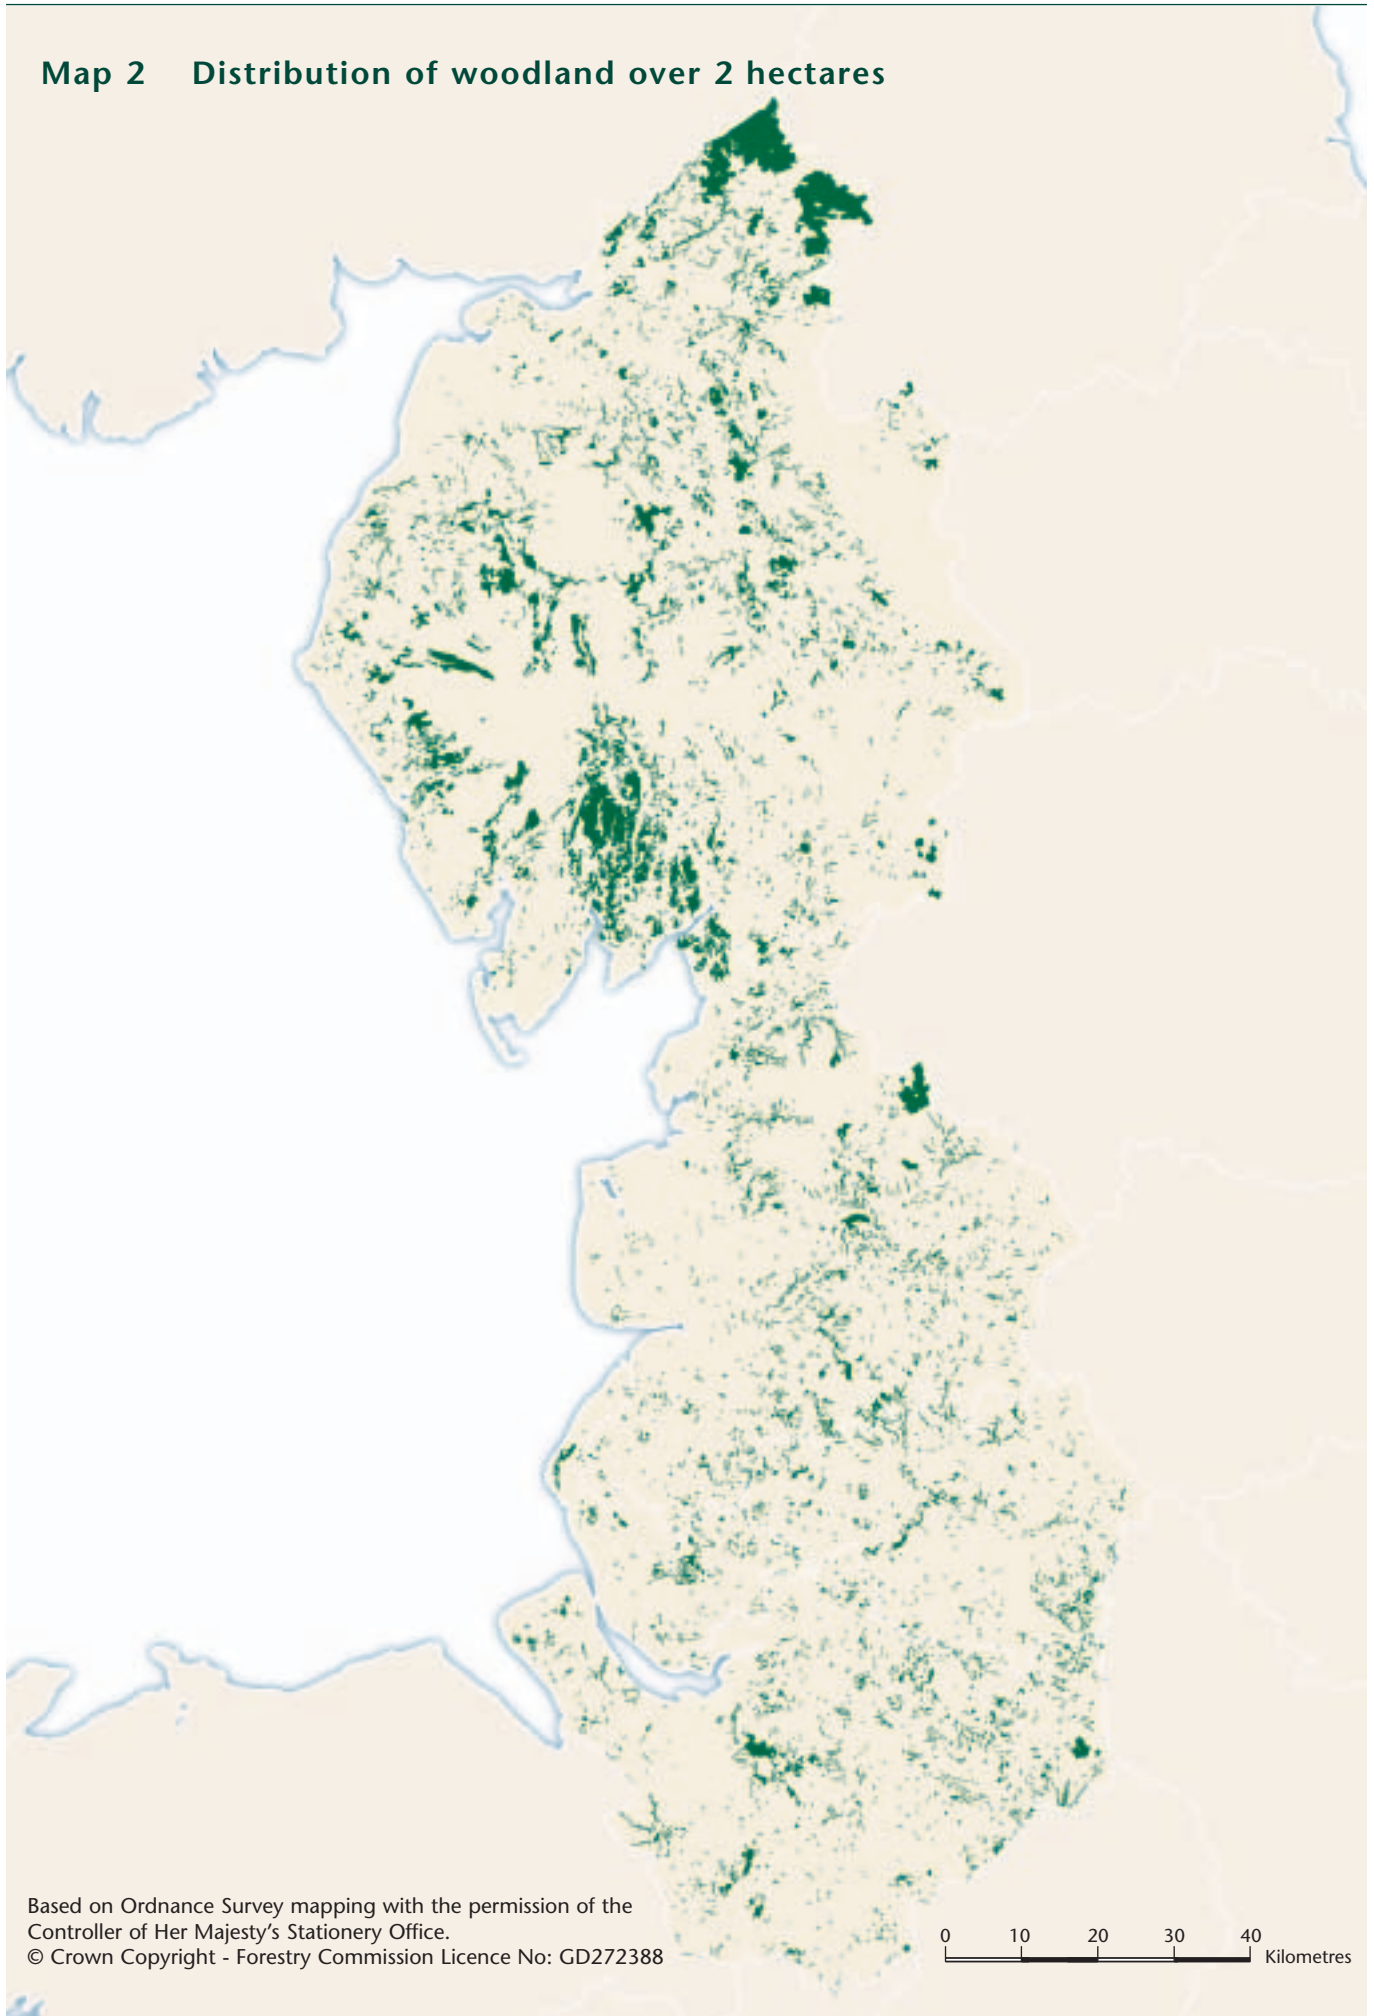 Map 2 Distribution of woodland over 2 hectares
Based on Ordnance Survey mapping with the permission of the
Controller of Her Majesty's Stationery Office.
© Crown Copyright - Forestry Commission Licence No: GD272388
0 10 20 30 40
Kilometres